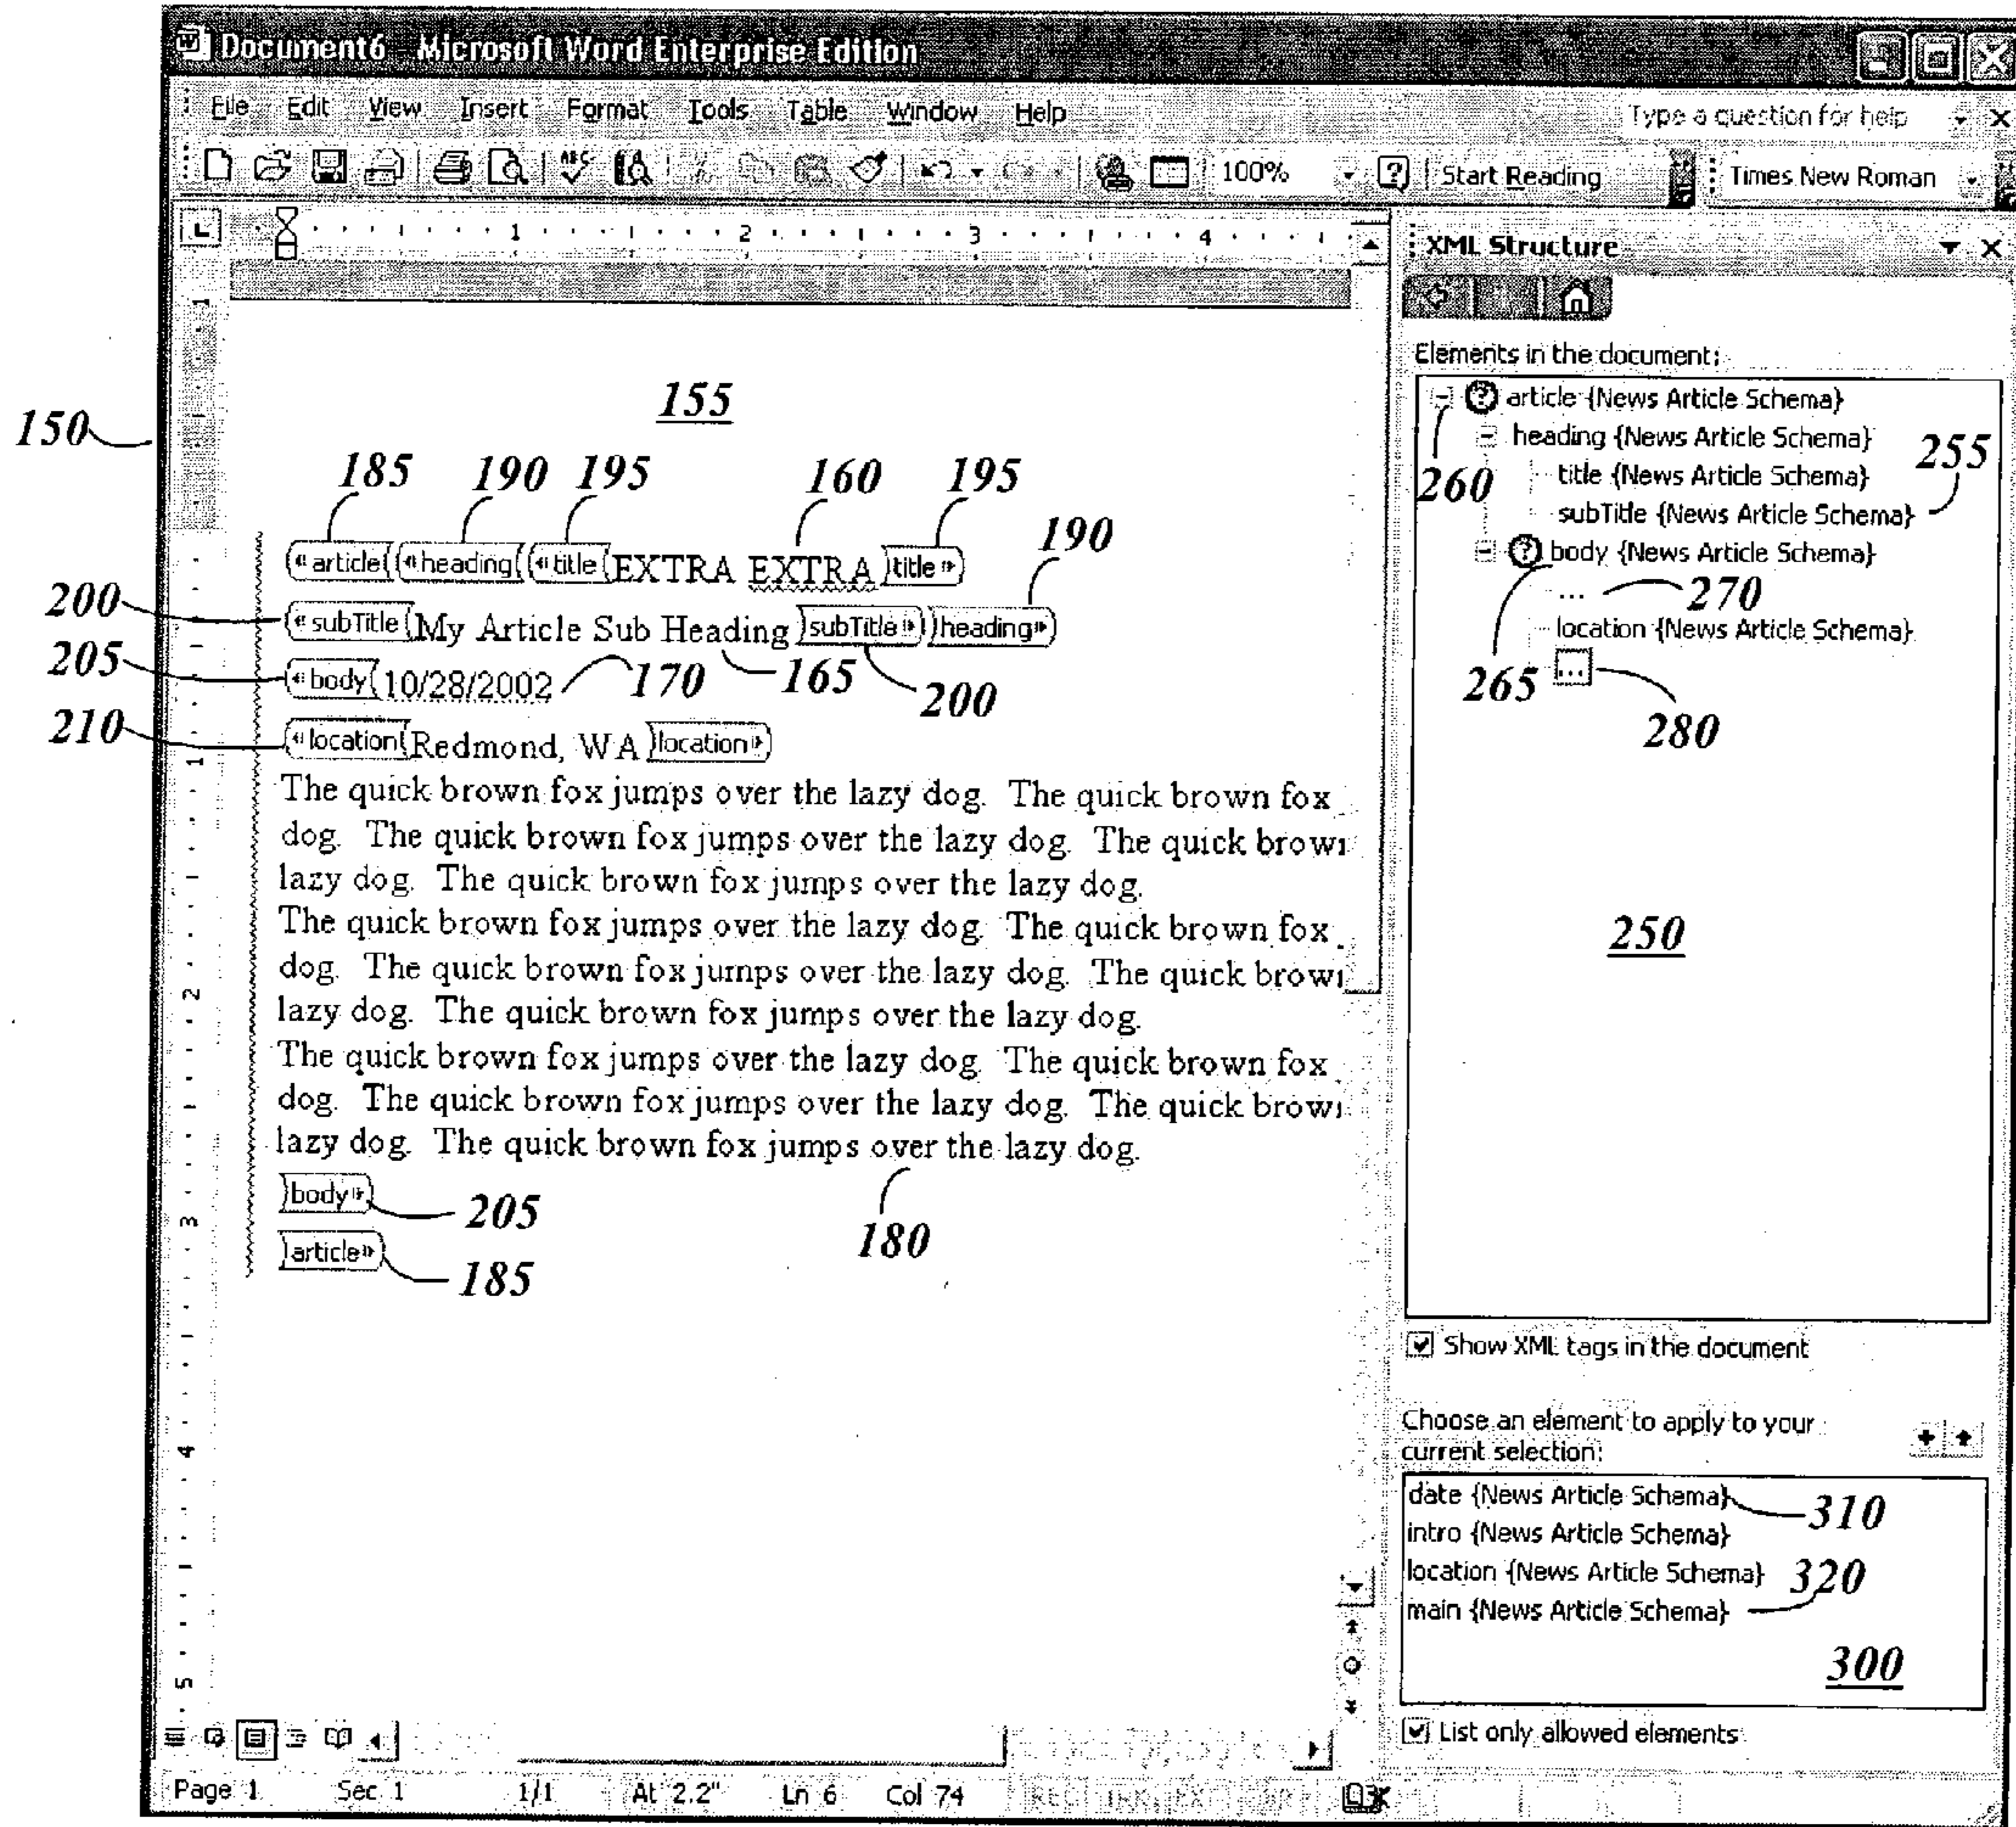 Document6 - Microsoft Word Enterprise Edition
File Edit View Insert Format Tools Table Window Help Type a question for help
100% Start Reading Times New Roman
1 2 3 4
XML Structure
Elements in the document:
155
150
article {News Article Schema}
heading {News Article Schema}
255
title {News Article Schema}
260
subTitle {News Article Schema}
body {News Article Schema}
... 270
location {News Article Schema}
265 ...
280
250
185 190 195 160 195
190
article heading title EXTRA EXTRA title
200
subTitle My Article Sub Heading subTitle heading
205
body 10/28/2002 170 165 200
210
location Redmond, WA location
The quick brown fox jumps over the lazy dog. The quick brown fox
dog. The quick brown fox jumps over the lazy dog. The quick brow
lazy dog. The quick brown fox jumps over the lazy dog.
The quick brown fox jumps over the lazy dog. The quick brown fox
dog. The quick brown fox jumps over the lazy dog. The quick brow
lazy dog. The quick brown fox jumps over the lazy dog.
The quick brown fox jumps over the lazy dog. The quick brown fox
dog. The quick brown fox jumps over the lazy dog. The quick brow
lazy dog. The quick brown fox jumps over the lazy dog.
body 205
180
article
185
1
1
2
3
4
5
Show XML tags in the document
Choose an element to apply to your
current selection:
date {News Article Schema} 310
intro {News Article Schema}
location {News Article Schema} 320
main {News Article Schema}
300
List only allowed elements
Page 1 Sec 1 1/1 At 2.2" Ln 6 Col 74